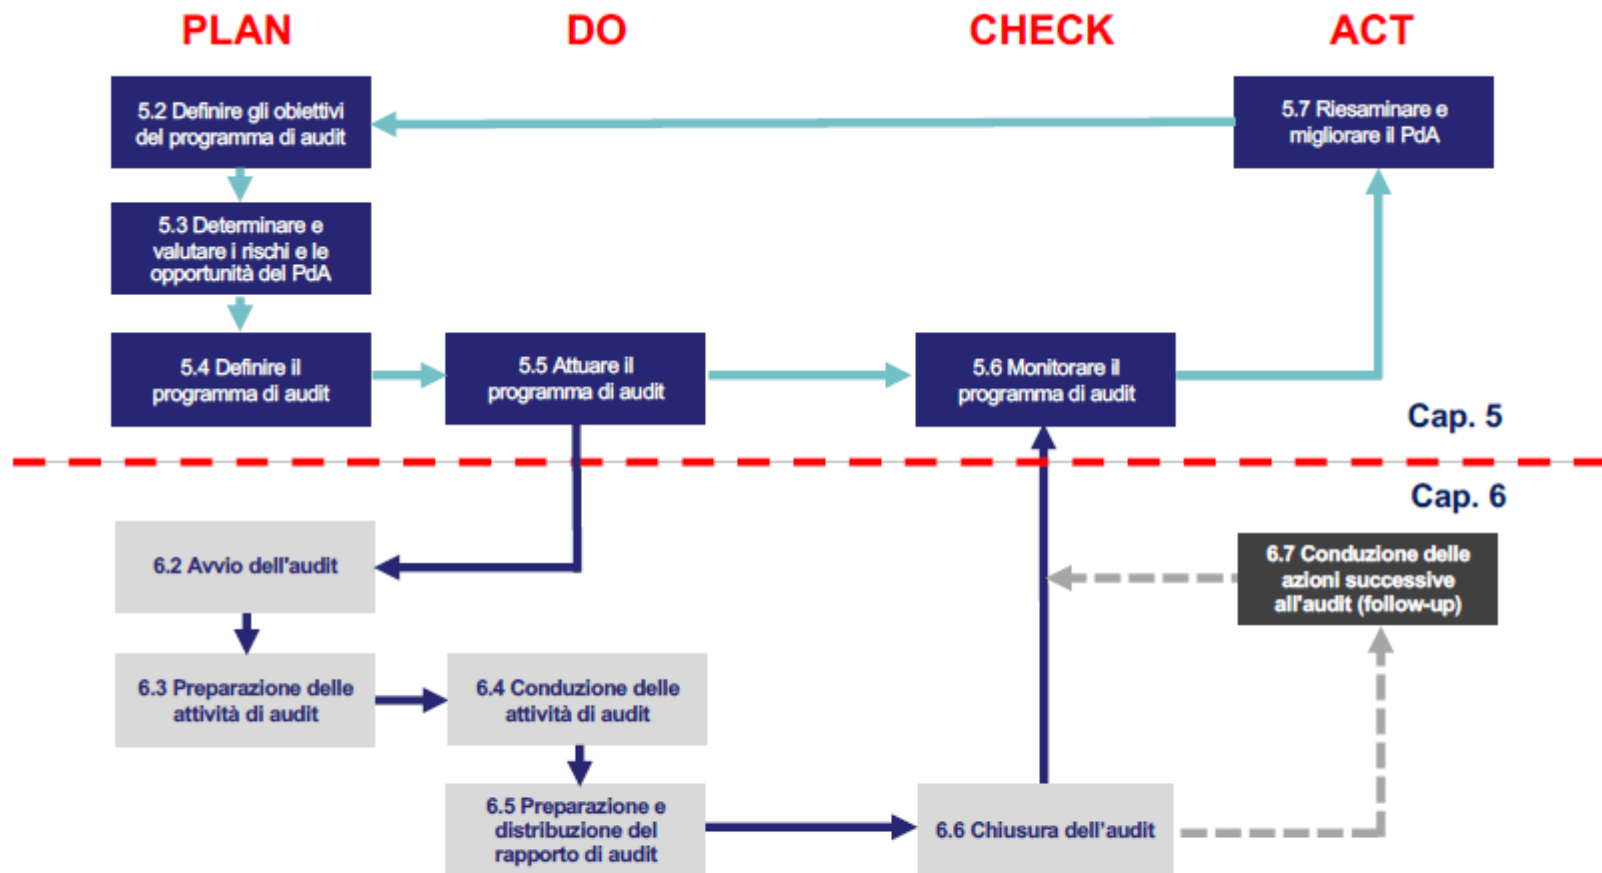 PLAN
DO
CHECK
ACT
5.2 Definire gli obiettivi
del programma di audit
5.7 Riesaminare e
migliorare il PdA
5.3 Determinare e
valutare i rischi e le
opportunità del PdA
5.4 Definire il
programma di audit
5.5 Attuare il
programma di audit
5.6 Monitorare il
programma di audit
Cap. 5
Cap. 6
6.2 Avvio dell'audit
6.7 Conduzione delle
azioni successive
all'audit (follow-up)
6.3 Preparazione delle
attività di audit
6.4 Conduzione delle
attività di audit
6.5 Preparazione e
distribuzione del
rapporto di audit
6.6 Chiusura dell'audit